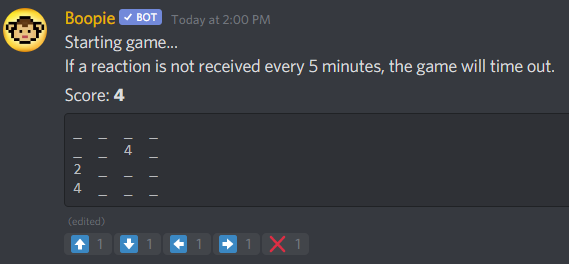 Boopie ✓ BOT Today at 2:00 PM
Starting game...
If a reaction is not received every 5 minutes, the game will time out.
Score: 4
_ _ _ _
_ _ 4 _
2 _ _ _
4 _ _ _
(edited)
1 1 1 1 1